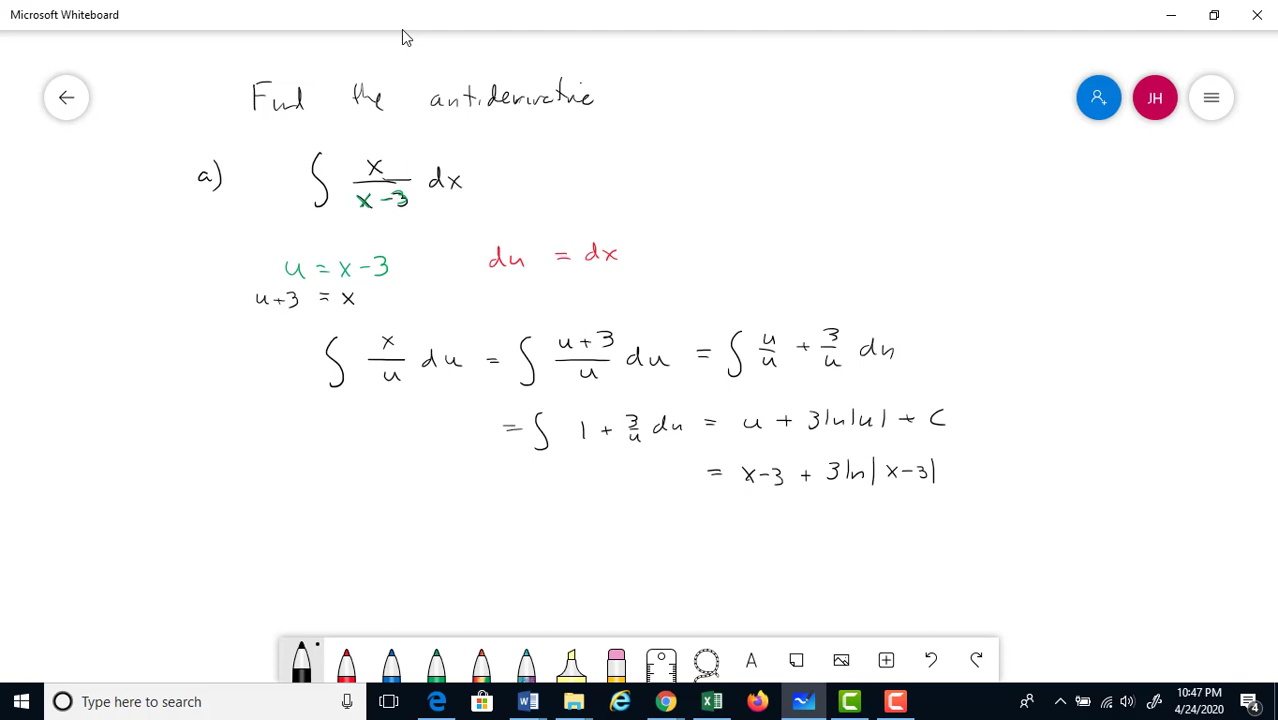 Microsoft Whiteboard
Find the antiderivative
JH
a) ∫ x/(x-3) dx
u = x-3 du = dx
u+3 = x
∫ x/u du = ∫ (u+3)/u du = ∫ u/u + 3/u du
= ∫ 1 + 3/u du = u + 3ln|u| + C
= x-3 + 3ln|x-3|
A
Type here to search
10:47 PM
4/24/2020
4